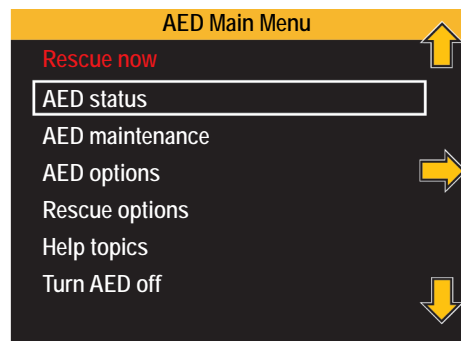 AED Main Menu
Rescue now
AED status
AED maintenance
AED options
Rescue options
Help topics
Turn AED off